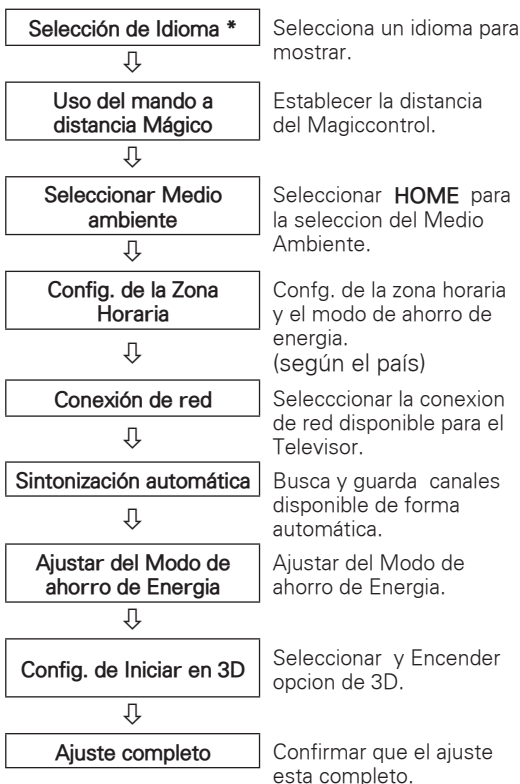 Selección de Idioma *
Selecciona un idioma para
mostrar.
Uso del mando a
distancia Mágico
Establecer la distancia
del Magiccontrol.
Seleccionar Medio
ambiente
Seleccionar HOME para
la seleccion del Medio
Ambiente.
Config. de la Zona
Horaria
Confg. de la zona horaria
y el modo de ahorro de
energia.
(según el país)
Conexión de red
Selecccionar la conexion
de red disponible para el
Televisor.
Sintonización automática
Busca y guarda canales
disponible de forma
automática.
Ajustar del Modo de
ahorro de Energia
Ajustar del Modo de
ahorro de Energia.
Config. de Iniciar en 3D
Seleccionar y Encender
opcion de 3D.
Ajuste completo
Confirmar que el ajuste
esta completo.